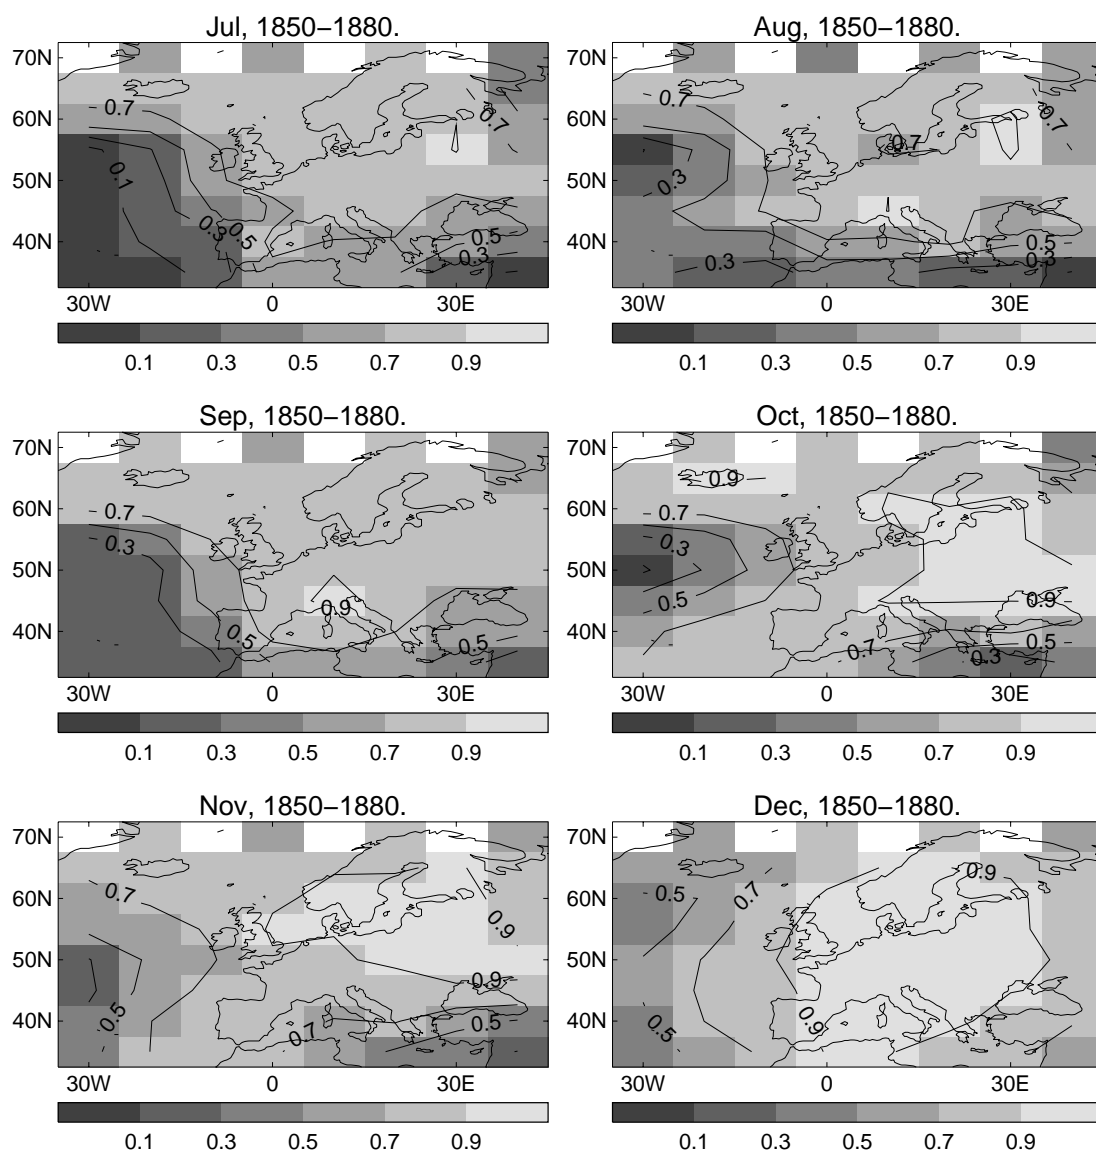 Jul, 1850−1880.
70N
60N
50N
40N
0.7
0.1
0.3
0.5
0.7
0.5
0.3
30W 0 30E
0.1 0.3 0.5 0.7 0.9
Aug, 1850−1880.
70N
60N
50N
40N
0.7
0.7
0.7
0.3
0.5
0.3
0.3
30W 0 30E
0.1 0.3 0.5 0.7 0.9
Sep, 1850−1880.
70N
60N
50N
40N
0.7
0.3
0.9
0.5
0.5
30W 0 30E
0.1 0.3 0.5 0.7 0.9
Oct, 1850−1880.
70N
60N
50N
40N
0.9
0.7
0.3
0.5
0.9
0.7
0.5
0.3
30W 0 30E
0.1 0.3 0.5 0.7 0.9
Nov, 1850−1880.
70N
60N
50N
40N
0.7
0.9
0.9
0.5
0.7
0.5
30W 0 30E
0.1 0.3 0.5 0.7 0.9
Dec, 1850−1880.
70N
60N
50N
40N
0.5
0.7
0.9
0.5
0.9
30W 0 30E
0.1 0.3 0.5 0.7 0.9